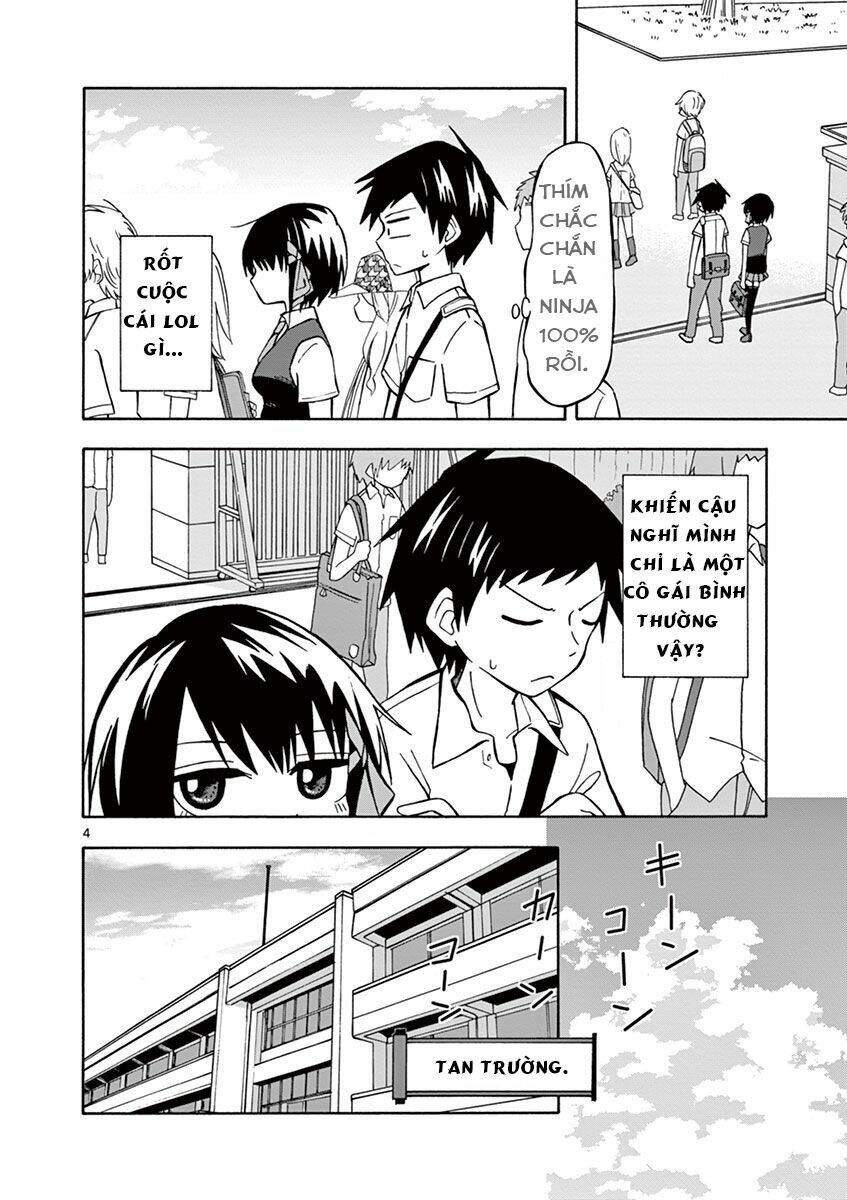 THÍM
CHẮC
CHẮN
LÀ
NINJA
100%
RỒI.
RỐT
CUỘC
CÁI LOL
GÌ...
KHIẾN CẬU
NGHĨ MÌNH
CHỈ LÀ MỘT
CÔ GÁI BÌNH
THƯỜNG
VẬY?
4
キーン
コーン
カーン
コーン
TAN TRƯỜNG.